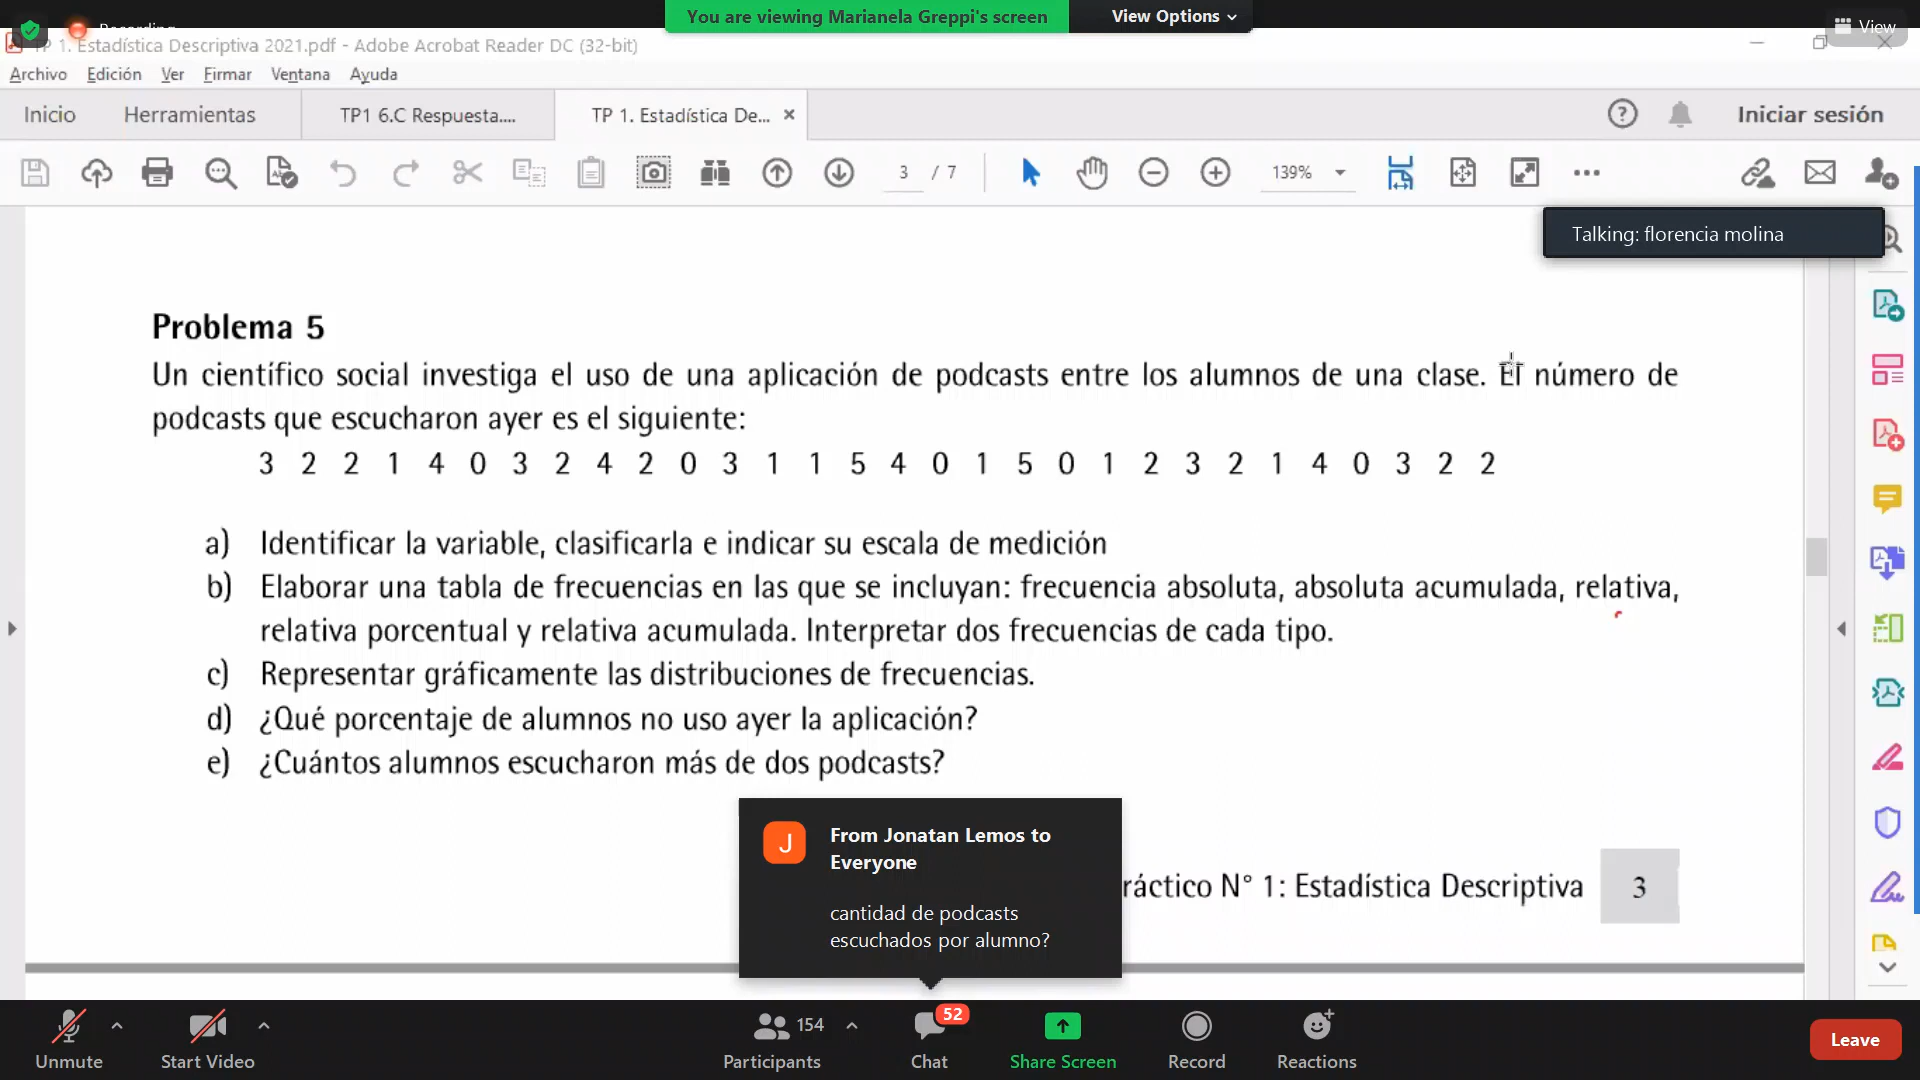 Recording
You are viewing Marianela Greppi's screen
View Options
View
TP 1. Estadística Descriptiva 2021.pdf - Adobe Acrobat Reader DC (32-bit)
Archivo Edición Ver Firmar Ventana Ayuda
Inicio Herramientas TP1 6.C Respuesta.... TP 1. Estadística De... Iniciar sesión
3 / 7 139%
Talking: florencia molina
Problema 5
Un científico social investiga el uso de una aplicación de podcasts entre los alumnos de una clase. El número de
podcasts que escucharon ayer es el siguiente:
3 2 2 1 4 0 3 2 4 2 0 3 1 1 5 4 0 1 5 0 1 2 3 2 1 4 0 3 2 2
a) Identificar la variable, clasificarla e indicar su escala de medición
b) Elaborar una tabla de frecuencias en las que se incluyan: frecuencia absoluta, absoluta acumulada, relativa,
relativa porcentual y relativa acumulada. Interpretar dos frecuencias de cada tipo.
c) Representar gráficamente las distribuciones de frecuencias.
d) ¿Qué porcentaje de alumnos no uso ayer la aplicación?
e) ¿Cuántos alumnos escucharon más de dos podcasts?
J
From Jonatan Lemos to
Everyone
cantidad de podcasts
escuchados por alumno?
ráctico N° 1: Estadística Descriptiva 3
154 52
Unmute Start Video Participants Chat Share Screen Record Reactions Leave